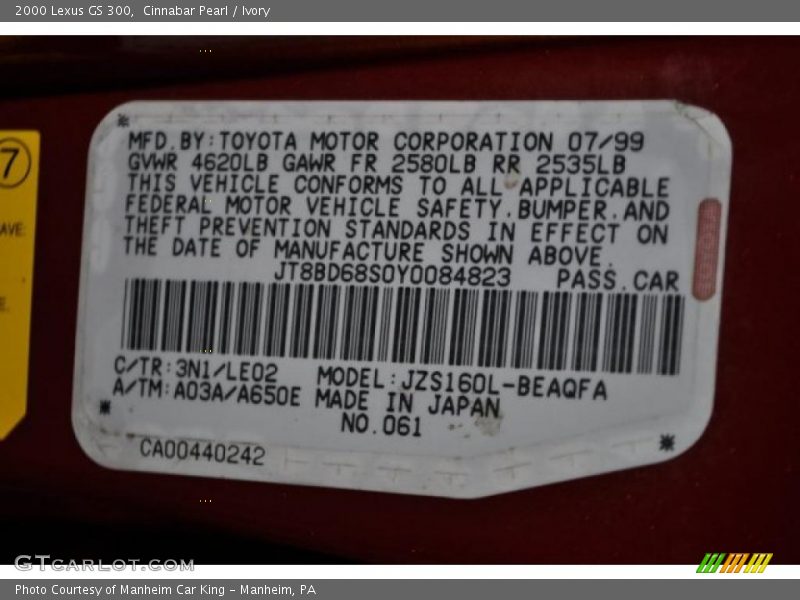 2000 Lexus GS 300, Cinnabar Pearl / Ivory
7
AVE:
E.
MFD.BY:TOYOTA MOTOR CORPORATION 07/99
GVWR 4620LB GAWR FR 2580LB RR 2535LB
THIS VEHICLE CONFORMS TO ALL APPLICABLE
FEDERAL MOTOR VEHICLE SAFETY.BUMPER.AND
THEFT PREVENTION STANDARDS IN EFFECT ON
THE DATE OF MANUFACTURE SHOWN ABOVE.
JT8BD68S0Y0084823 PASS.CAR
C/TR:3N1/LE02 MODEL:JZS160L-BEAQFA
A/TM:A03A/A650E MADE IN JAPAN
NO.061
CA00440242
GTCARLOT.COM
Photo Courtesy of Manheim Car King - Manheim, PA